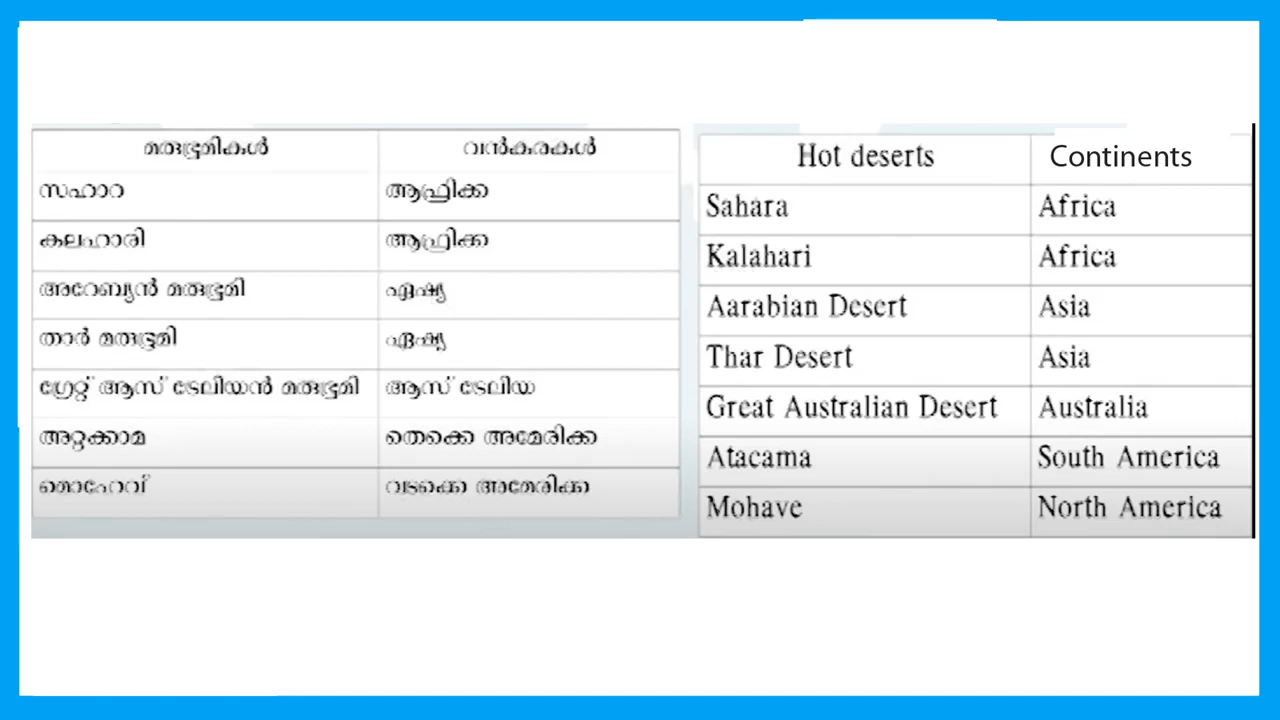 മരുഭൂമികൾ വൻകരകൾ
സഹാറ ആഫ്രിക്ക
കലഹാരി ആഫ്രിക്ക
അറേബ്യൻ മരുഭൂമി ഏഷ്യ
താർ മരുഭൂമി ഏഷ്യ
ഗ്രേറ്റ് ആസ് ട്രേലിയൻ മരുഭൂമി ആസ് ട്രേലിയ
അറ്റക്കാമ തെക്കെ അമേരിക്ക
മൊഹേവ് വടക്കെ അമേരിക്ക
Hot deserts Continents
Sahara Africa
Kalahari Africa
Aarabian Desert Asia
Thar Desert Asia
Great Australian Desert Australia
Atacama South America
Mohave North America